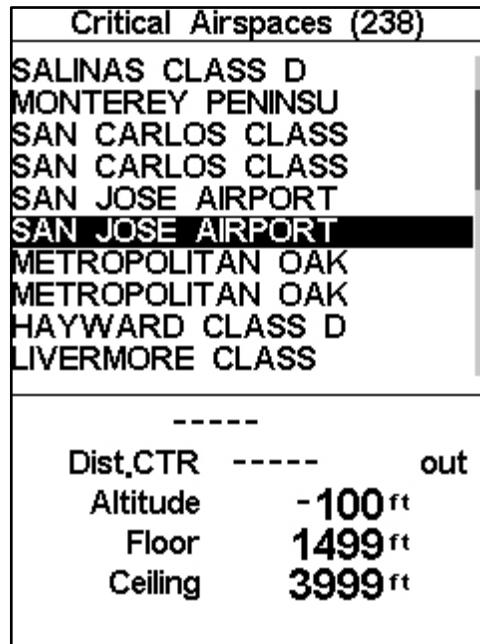 Critical Airspaces (238)
SALINAS CLASS D
MONTEREY PENINSU
SAN CARLOS CLASS
SAN CARLOS CLASS
SAN JOSE AIRPORT
SAN JOSE AIRPORT
METROPOLITAN OAK
METROPOLITAN OAK
HAYWARD CLASS D
LIVERMORE CLASS
-----
Dist.CTR ----- out
Altitude -100 ft
Floor 1499 ft
Ceiling 3999 ft